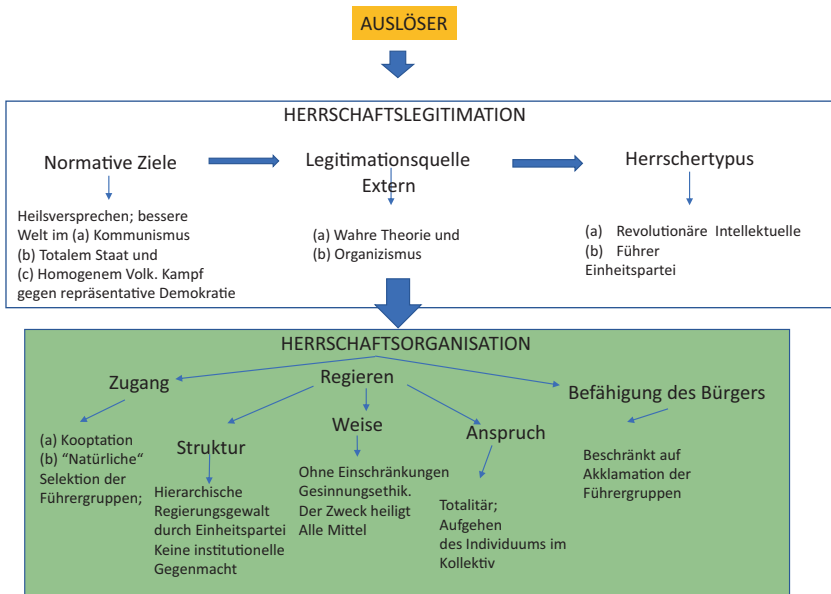 AUSLÖSER
HERRSCHAFTSLEGITIMATION
Normative Ziele
Heilsversprechen; bessere
Welt im (a) Kommunismus
(b) Totalem Staat und
(c) Homogenem Volk. Kampf
gegen repräsentative Demokratie
Legitimationsquelle
Extern
(a) Wahre Theorie und
(b) Organizismus
Herrschertypus
(a) Revolutionäre Intellektuelle
(b) Führer
Einheitspartei
HERRSCHAFTSORGANISATION
Zugang
(a) Kooptation
(b) "Natürliche“
Selektion der
Führergruppen;
Regieren
Struktur
Hierarchische
Regierungsgewalt
durch Einheitspartei
Keine institutionelle
Gegenmacht
Weise
Ohne Einschränkungen
Gesinnungsethik.
Der Zweck heiligt
Alle Mittel
Anspruch
Totalitär;
Aufgehen
des Individuums im
Kollektiv
Befähigung des Bürgers
Beschränkt auf
Akklamation der
Führergruppen